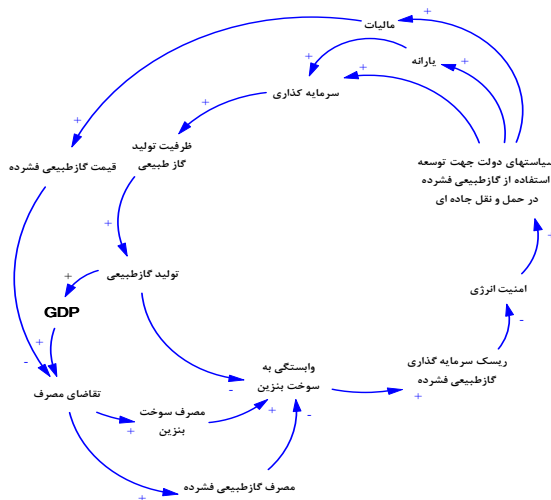 مالیات
یارانه
سرمایه کذاری
ظرفیت تولید
گاز طبیعی
قیمت گازطبیعی فشرده
سیاستهای دولت جهت توسعه
استفاده از گازطبیعی فشرده
در حمل و نقل جاده ای
تولید گازطبیعی
امنیت انرژی
GDP
وابستگی به
سوخت بنزین
ریسک سرمایه گذاری
گازطبیعی فشرده
تقاضای مصرف
مصرف سوخت
بنزین
مصرف گازطبیعی فشرده